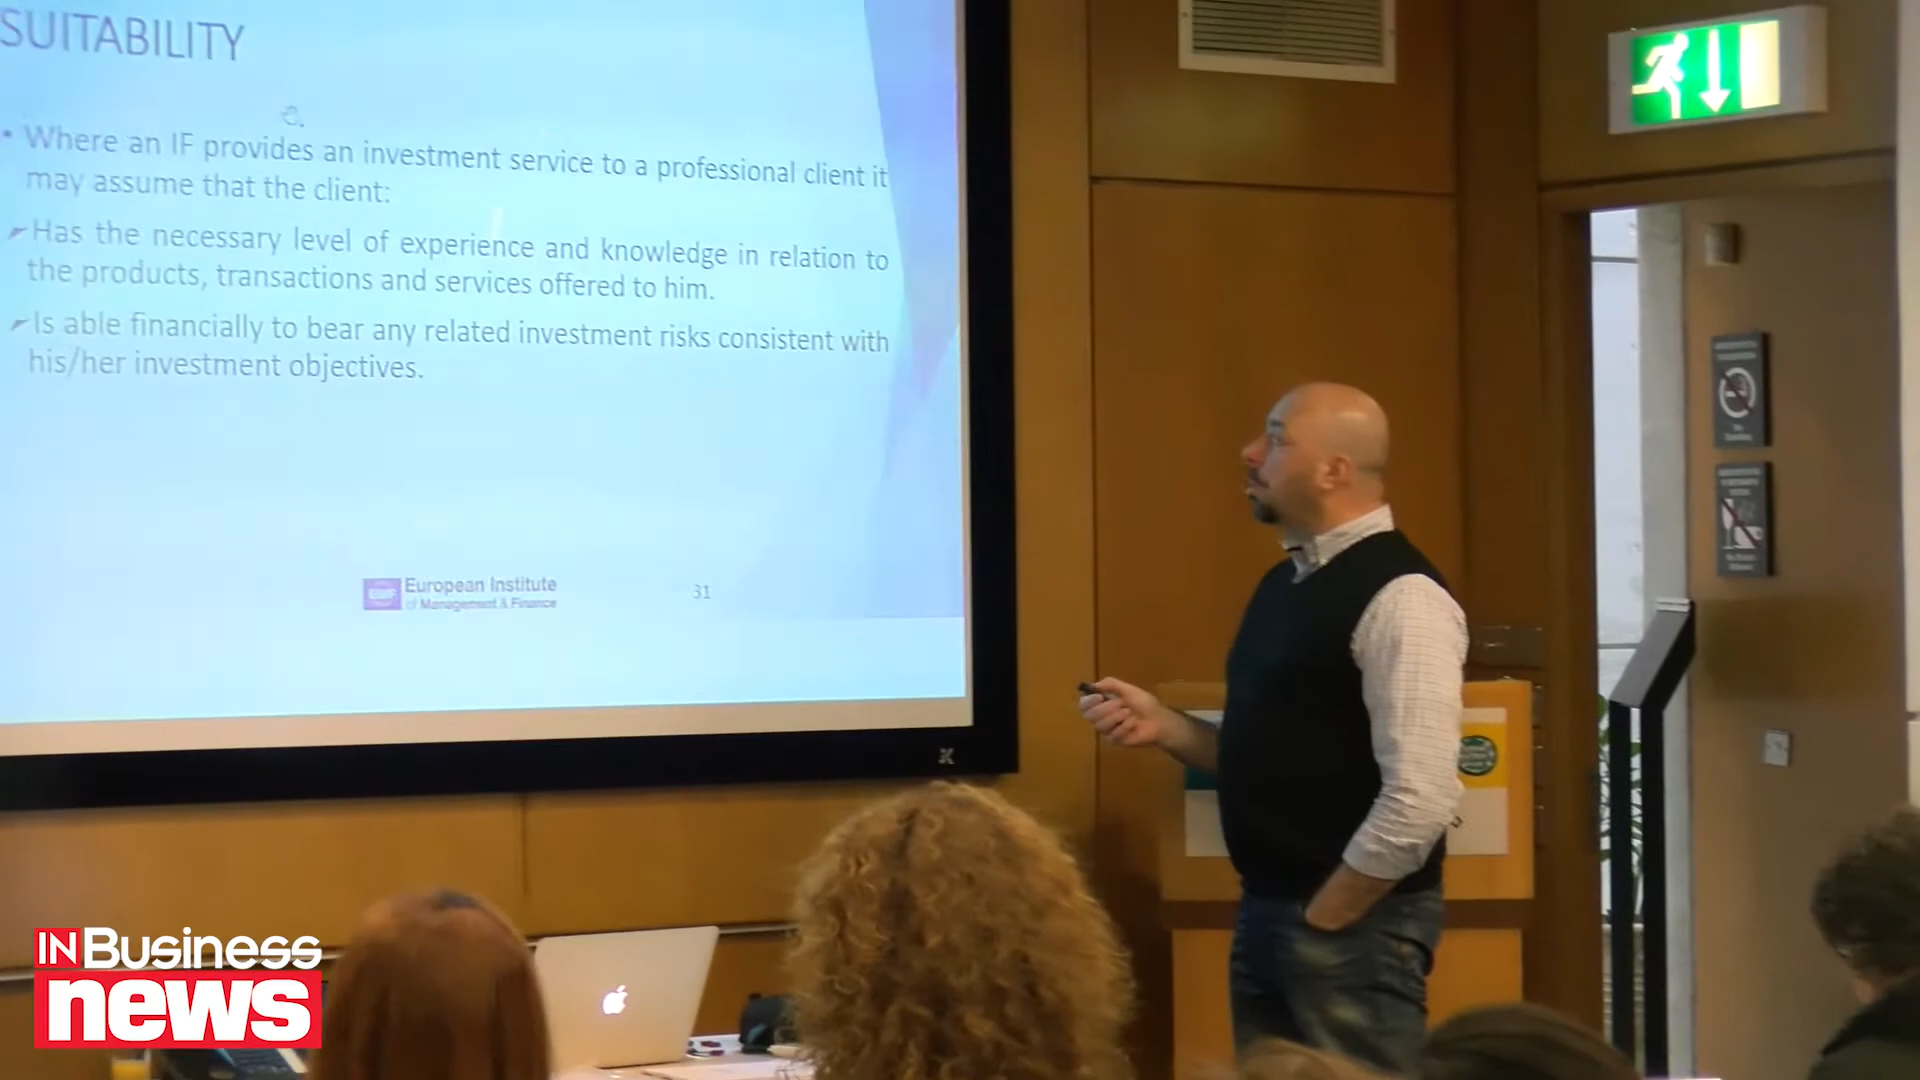 SUITABILITY
• Where an IF provides an investment service to a professional client it
may assume that the client:
Has the necessary level of experience and knowledge in relation to
the products, transactions and services offered to him.
Is able financially to bear any related investment risks consistent with
his/her investment objectives.
European Institute
of Management & Finance
31
IN Business
news